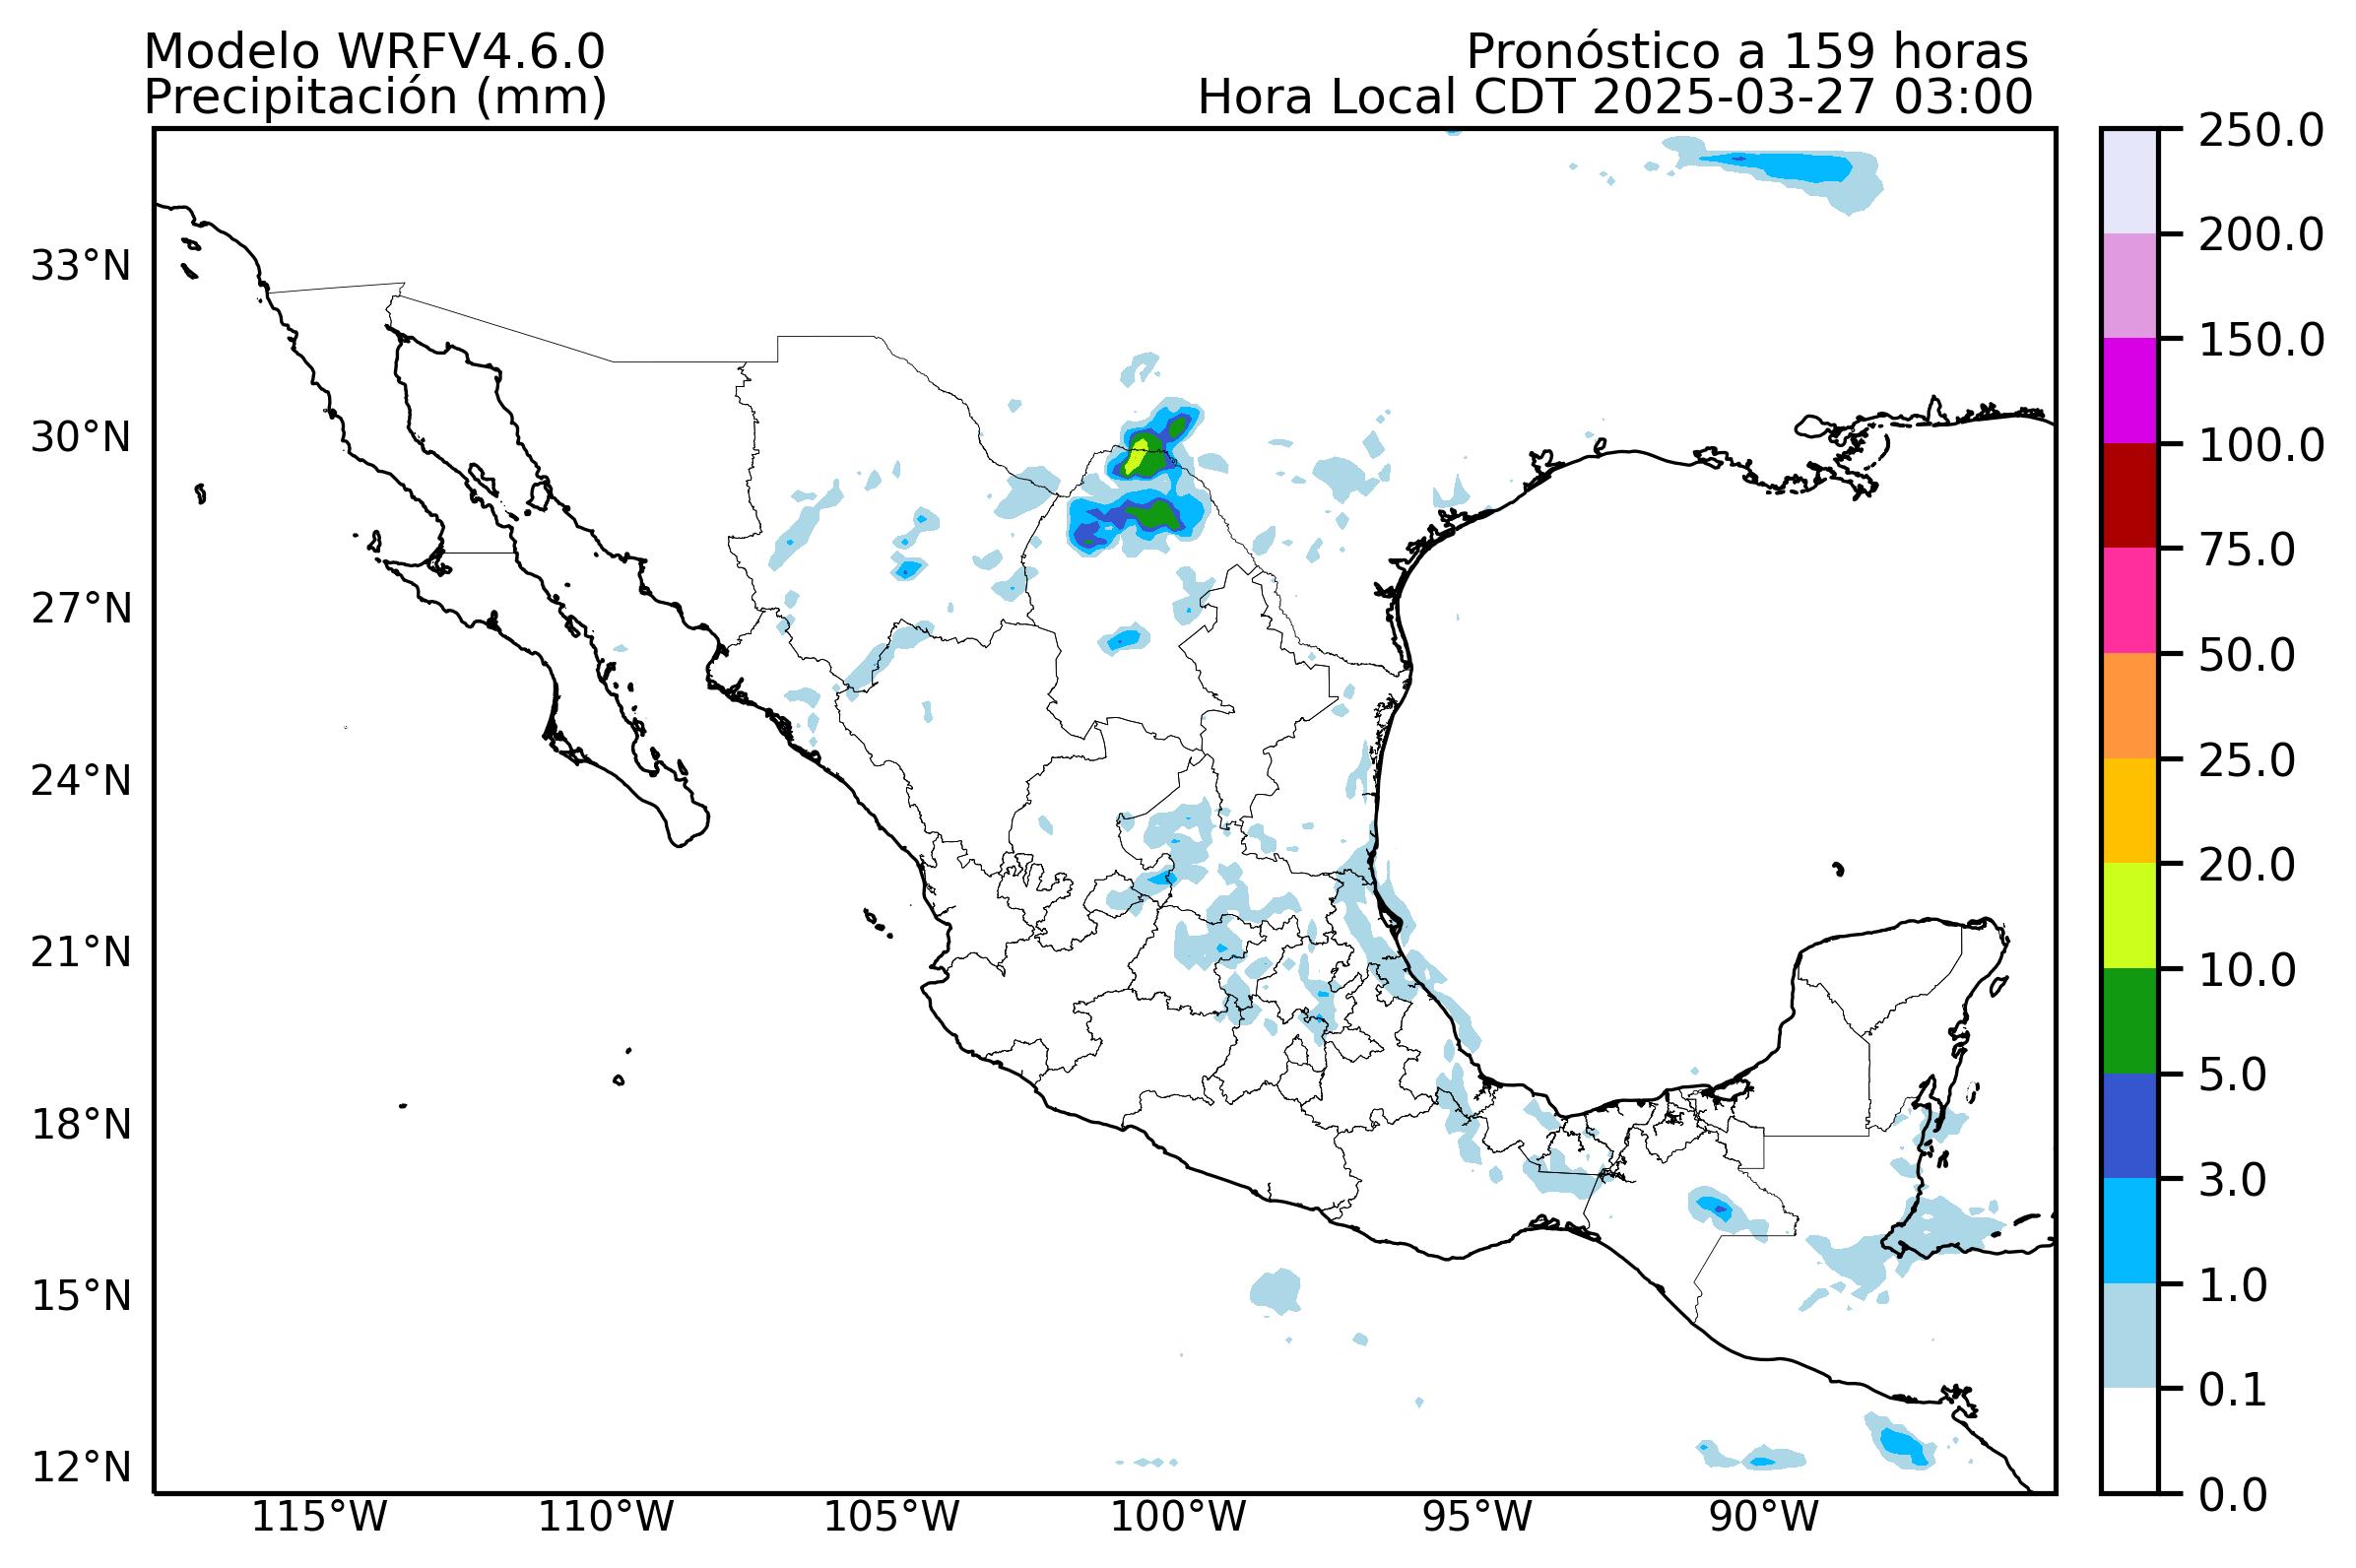 Modelo WRFV4.6.0
Pronóstico a 159 horas
Precipitación (mm)
Hora Local CDT 2025-03-27 03:00
33°N
30°N
27°N
24°N
21°N
18°N
15°N
12°N
115°W
110°W
105°W
100°W
95°W
90°W
250.0
200.0
150.0
100.0
75.0
50.0
25.0
20.0
10.0
5.0
3.0
1.0
0.1
0.0